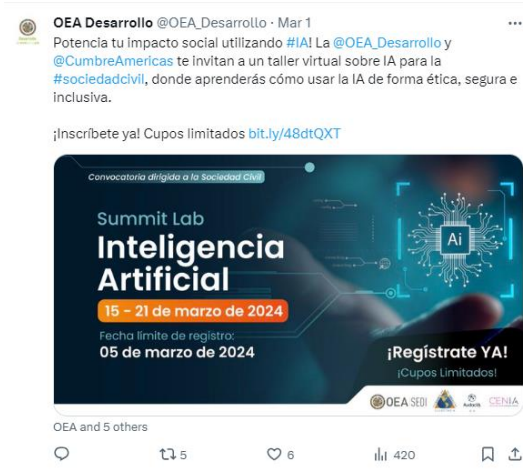 OEA Desarrollo @OEA_Desarrollo · Mar 1
Potencia tu impacto social utilizando #IA! La @OEA_Desarrollo y
@CumbreAmericas te invitan a un taller virtual sobre IA para la
#sociedadcivil, donde aprenderás cómo usar la IA de forma ética, segura e
inclusiva.
¡Inscríbete ya! Cupos limitados bit.ly/48dtQXT
Convocatoria dirigida a la Sociedad Civil
Summit Lab
Inteligencia
Artificial
Ai
15 - 21 de marzo de 2024
Fecha límite de registro:
05 de marzo de 2024
¡Regístrate YA!
¡Cupos Limitados!
OEA SEDI
CENIA
OEA and 5 others
5 6 420